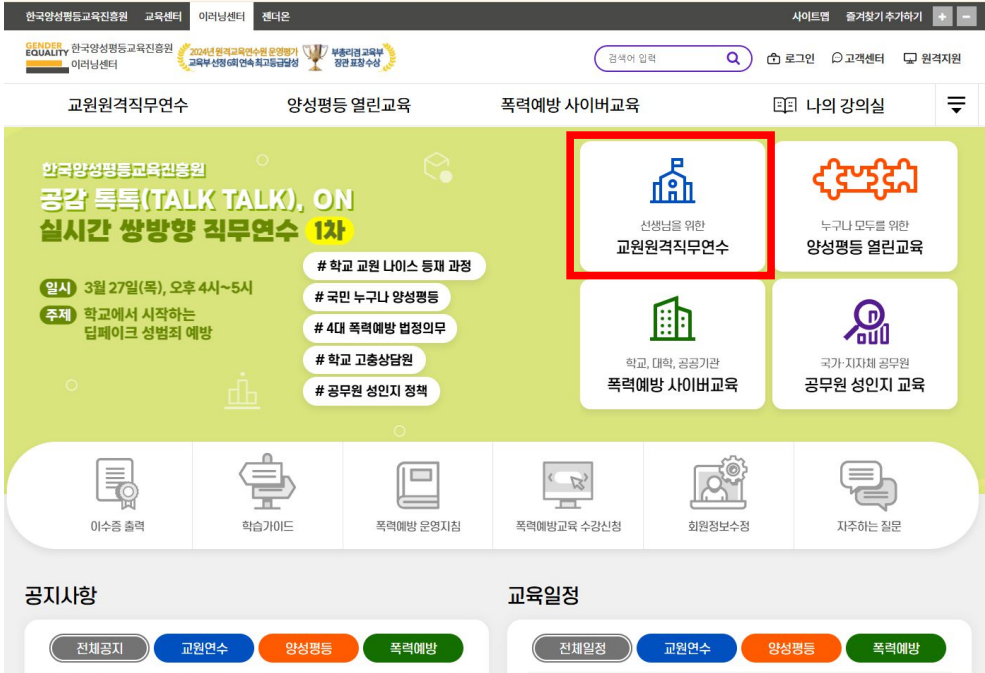 한국양성평등교육진흥원 교육센터 이러닝센터 젠더온 사이트맵 즐겨찾기 추가하기 + -
GENDER EQUALITY 한국양성평등교육진흥원
이러닝센터
2024년 원격교육연수원 운영평가
교육부 선정 6회 연속 최고등급달성
부총리겸 교육부
장관 표창 수상
검색어 입력 로그인 고객센터 원격지원
교원원격직무연수 양성평등 열린교육 폭력예방 사이버교육 나의 강의실
한국양성평등교육진흥원
공감 톡톡(TALK TALK), ON
실시간 쌍방향 직무연수 1차
일시 3월 27일(목), 오후 4시~5시
주제 학교에서 시작하는
딥페이크 성범죄 예방
# 학교 교원 나이스 등재 과정
# 국민 누구나 양성평등
# 4대 폭력예방 법정의무
# 학교 고충상담원
# 공무원 성인지 정책
선생님을 위한
교원원격직무연수
누구나 모두를 위한
양성평등 열린교육
학교, 대학, 공공기관
폭력예방 사이버교육
국가·지자체 공무원
공무원 성인지 교육
이수증 출력 학습가이드 폭력예방 운영지침 폭력예방교육 수강신청 회원정보수정 자주하는 질문
공지사항
전체공지 교원연수 양성평등 폭력예방
교육일정
전체일정 교원연수 양성평등 폭력예방